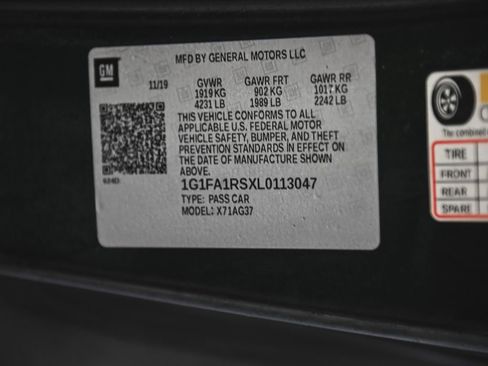 MFD BY GENERAL MOTORS LLC
GM
11/19 GVWR GAWR FRT GAWR RR
1919 KG 902 KG 1017 KG
4231 LB 1989 LB 2242 LB
THIS VEHICLE CONFORMS TO ALL
APPLICABLE U.S. FEDERAL MOTOR
VEHICLE SAFETY, BUMPER, AND THEFT
PREVENTION STANDARDS IN EFFECT ON
THE DATE OF MANUFACTURE SHOWN
ABOVE.
1G1FA1RSXL0113047
TYPE: PASS CAR
MODEL: X71AG37
The combined
TIRE
FRONT
REAR
SPARE